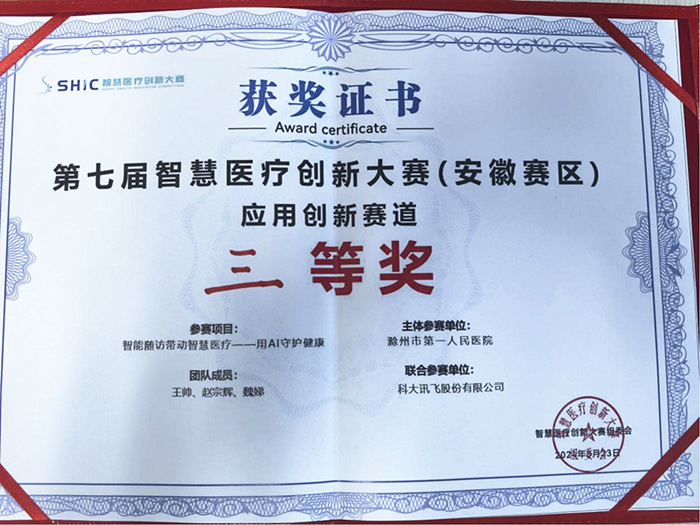 SHIC 智慧医疗创新大赛
SMART HEALTH INNOVATION COMPETITION
获奖证书
Award certificate
第七届智慧医疗创新大赛(安徽赛区)
应用创新赛道
三等奖
参赛项目:
智能随访带动智慧医疗——用AI守护健康
主体参赛单位:
滁州市第一人民医院
团队成员:
王帅、赵宗辉、魏娣
联合参赛单位:
科大讯飞股份有限公司
智慧医疗创新大赛组委会